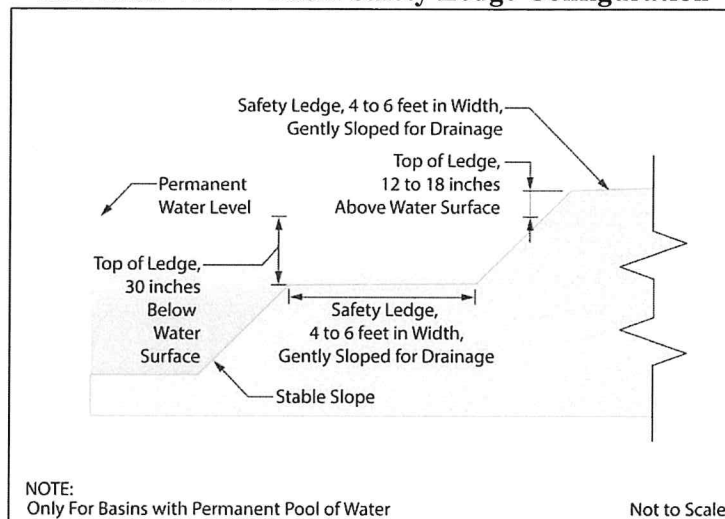 Safety Ledge, 4 to 6 feet in Width,
Gently Sloped for Drainage
Top of Ledge,
12 to 18 inches
Above Water Surface
Permanent
Water Level
Top of Ledge,
30 inches
Below
Water
Surface
Safety Ledge,
4 to 6 feet in Width,
Gently Sloped for Drainage
Stable Slope
NOTE:
Only For Basins with Permanent Pool of Water
Not to Scale